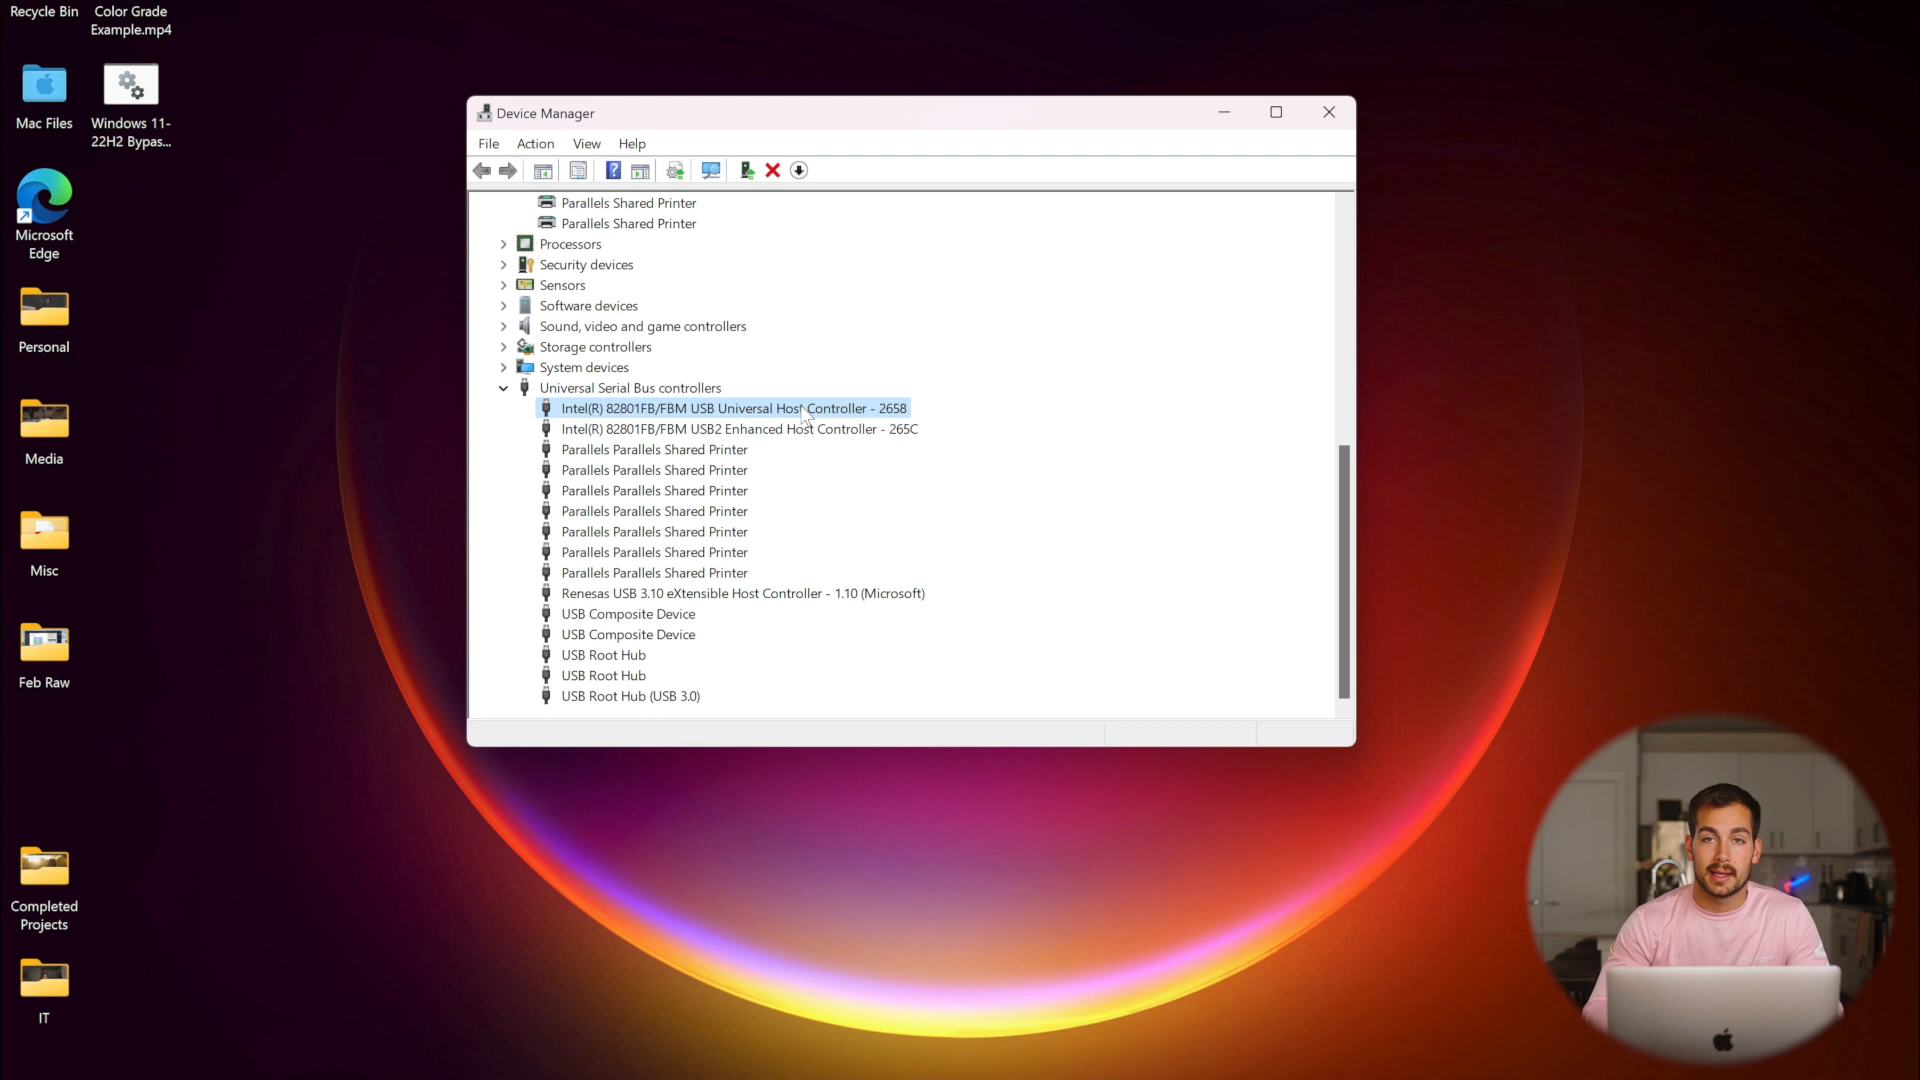 Recycle Bin
Color Grade
Example.mp4
Mac Files
Windows 11-
22H2 Bypas...
Microsoft
Edge
Personal
Media
Misc
Feb Raw
Completed
Projects
IT
Device Manager
File
Action
View
Help
Parallels Shared Printer
Parallels Shared Printer
Processors
Security devices
Sensors
Software devices
Sound, video and game controllers
Storage controllers
System devices
Universal Serial Bus controllers
Intel(R) 82801FB/FBM USB Universal Host Controller - 2658
Intel(R) 82801FB/FBM USB2 Enhanced Host Controller - 265C
Parallels Parallels Shared Printer
Parallels Parallels Shared Printer
Parallels Parallels Shared Printer
Parallels Parallels Shared Printer
Parallels Parallels Shared Printer
Parallels Parallels Shared Printer
Parallels Parallels Shared Printer
Renesas USB 3.10 eXtensible Host Controller - 1.10 (Microsoft)
USB Composite Device
USB Composite Device
USB Root Hub
USB Root Hub
USB Root Hub (USB 3.0)